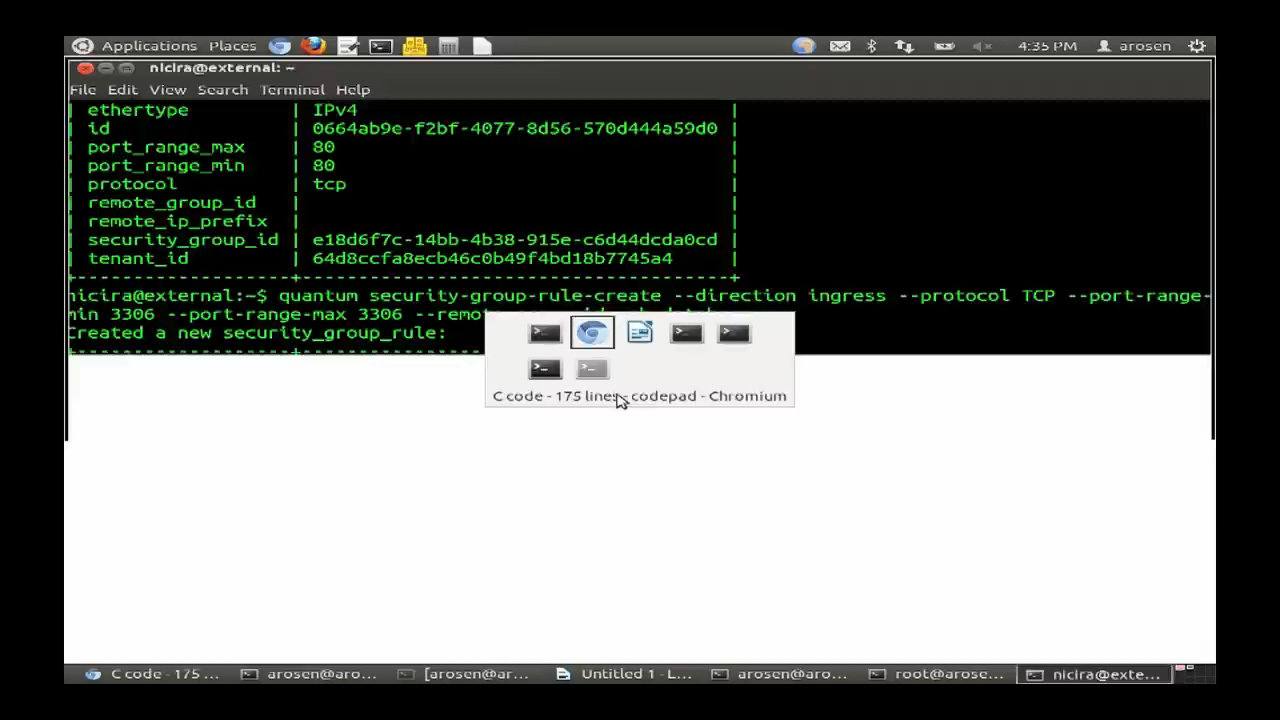 Applications Places 4:35 PM arosen
nicira@external: ~
File Edit View Search Terminal Help
| ethertype | IPv4 |
| id | 0664ab9e-f2bf-4077-8d56-570d444a59d0 |
| port_range_max | 80 |
| port_range_min | 80 |
| protocol | tcp |
| remote_group_id | |
| remote_ip_prefix | |
| security_group_id | e18d6f7c-14bb-4b38-915e-c6d44dcda0cd |
| tenant_id | 64d8ccfa8ecb46c0b49f4bd18b7745a4 |
nicira@external:~$ quantum security-group-rule-create --direction ingress --protocol TCP --port-range-
min 3306 --port-range-max 3306
Created a new security_group_rule:
C code - 175 lines - codepad - Chromium
C code - 175 ... arosen@aro... [arosen@ar... Untitled 1 - L... arosen@aro... root@arose... nicira@exte...